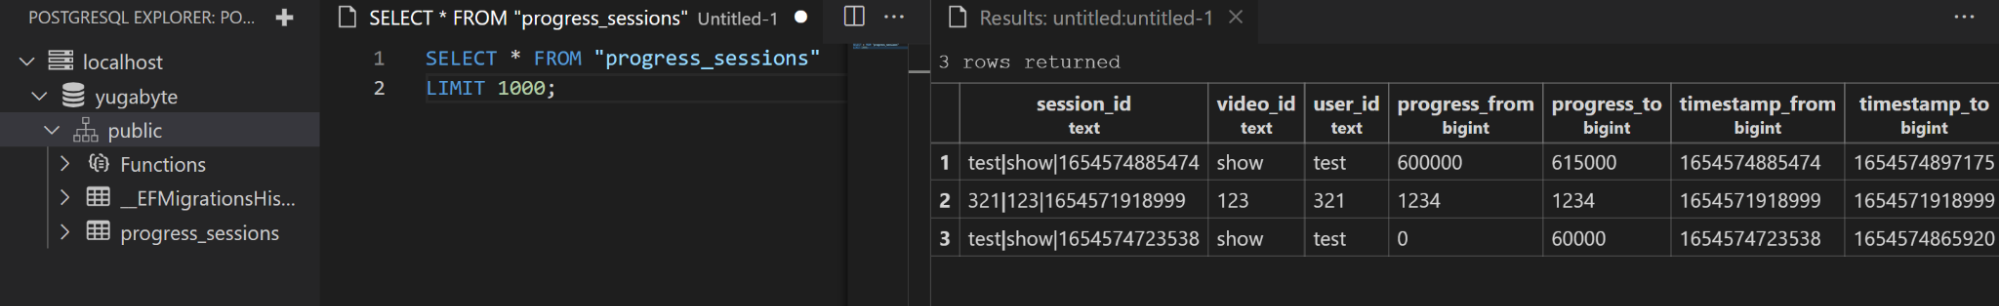 POSTGRESQL EXPLORER: PO...
localhost
yugabyte
public
Functions
__EFMigrationsHis...
progress_sessions
SELECT * FROM "progress_sessions" Untitled-1
1 SELECT * FROM "progress_sessions"
2 LIMIT 1000;
Results: untitled:untitled-1
3 rows returned
session_id video_id user_id progress_from progress_to timestamp_from timestamp_to
text text text bigint bigint bigint bigint
1 test|show|1654574885474 show test 600000 615000 1654574885474 1654574897175
2 321|123|1654571918999 123 321 1234 1234 1654571918999 1654571918999
3 test|show|1654574723538 show test 0 60000 1654574723538 1654574865920